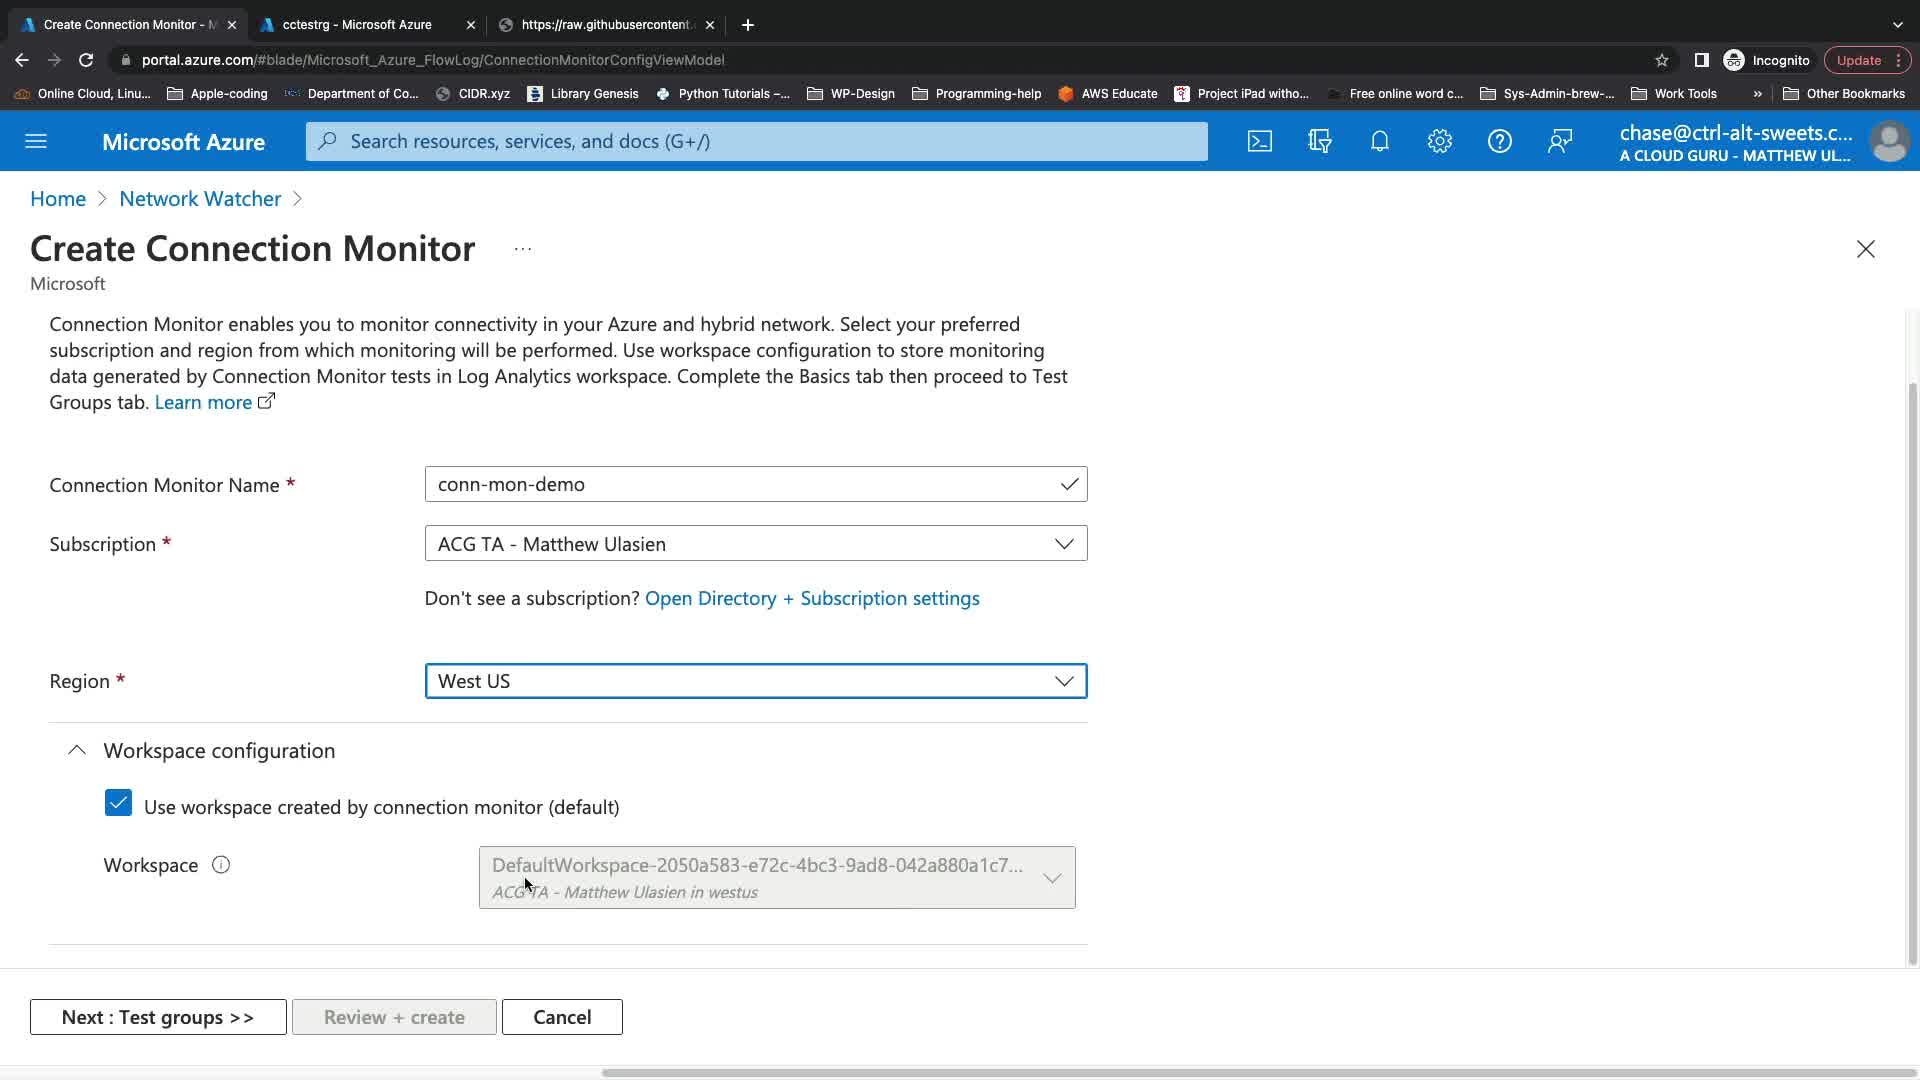 Create Connection Monitor - M
cctestrg - Microsoft Azure
https://raw.githubusercontent.
portal.azure.com/#blade/Microsoft_Azure_FlowLog/ConnectionMonitorConfigViewModel
Incognito
Update
Online Cloud, Linu...
Apple-coding
Department of Co...
CIDR.xyz
Library Genesis
Python Tutorials –...
WP-Design
Programming-help
AWS Educate
Project iPad witho...
Free online word c...
Sys-Admin-brew-...
Work Tools
»
Other Bookmarks
Microsoft Azure
Search resources, services, and docs (G+/)
chase@ctrl-alt-sweets.c...
A CLOUD GURU - MATTHEW UL...
Home > Network Watcher >
Create Connection Monitor ...
Microsoft
Connection Monitor enables you to monitor connectivity in your Azure and hybrid network. Select your preferred
subscription and region from which monitoring will be performed. Use workspace configuration to store monitoring
data generated by Connection Monitor tests in Log Analytics workspace. Complete the Basics tab then proceed to Test
Groups tab. Learn more
Connection Monitor Name *
conn-mon-demo
Subscription *
ACG TA - Matthew Ulasien
Don't see a subscription? Open Directory + Subscription settings
Region *
West US
Workspace configuration
Use workspace created by connection monitor (default)
Workspace
DefaultWorkspace-2050a583-e72c-4bc3-9ad8-042a880a1c7...
ACG TA - Matthew Ulasien in westus
Next : Test groups >>
Review + create
Cancel